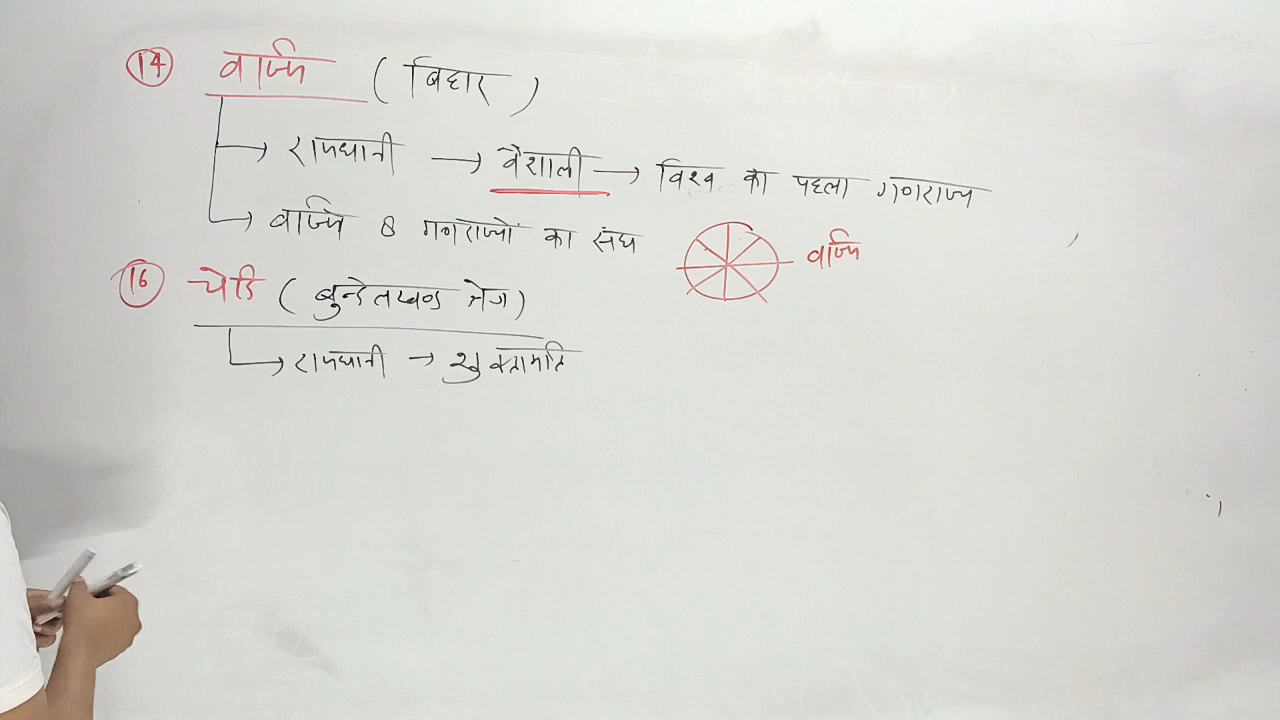 14 वज्जि (बिहार)
→ राजधानी → वैशाली → विश्व का पहला गणराज्य
→ वज्जि 8 गणराज्यों का संघ
वज्जि
16 चेदि (बुन्देलखण्ड क्षेत्र)
→ राजधानी → शुक्तामति